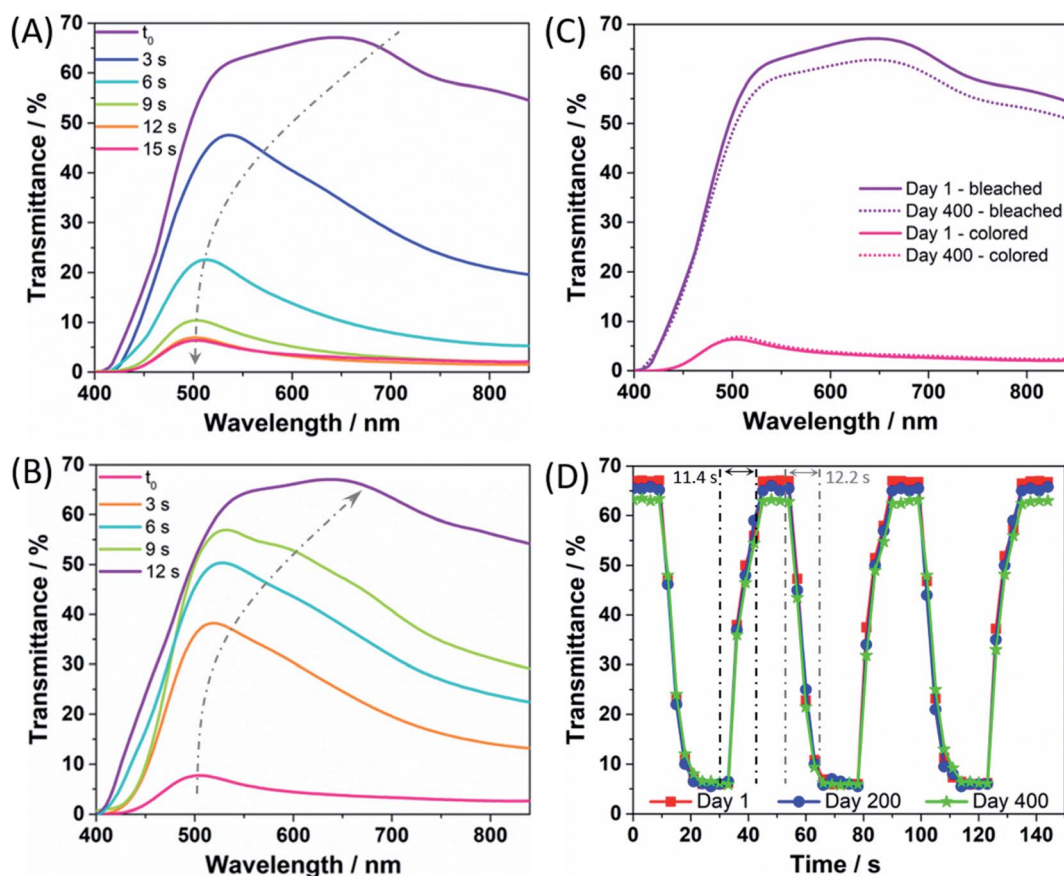 (A)
70
60
50
40
30
20
10
0
Transmittance / %
t0
3 s
6 s
9 s
12 s
15 s
400 500 600 700 800
Wavelength / nm
(C)
70
60
50
40
30
20
10
0
Transmittance / %
Day 1 - bleached
Day 400 - bleached
Day 1 - colored
Day 400 - colored
400 500 600 700 800
Wavelength / nm
(B)
70
60
50
40
30
20
10
0
Transmittance / %
t0
3 s
6 s
9 s
12 s
400 500 600 700 800
Wavelength / nm
(D)
70
60
50
40
30
20
10
0
Transmittance / %
11.4 s 12.2 s
Day 1 Day 200 Day 400
0 20 40 60 80 100 120 140
Time / s